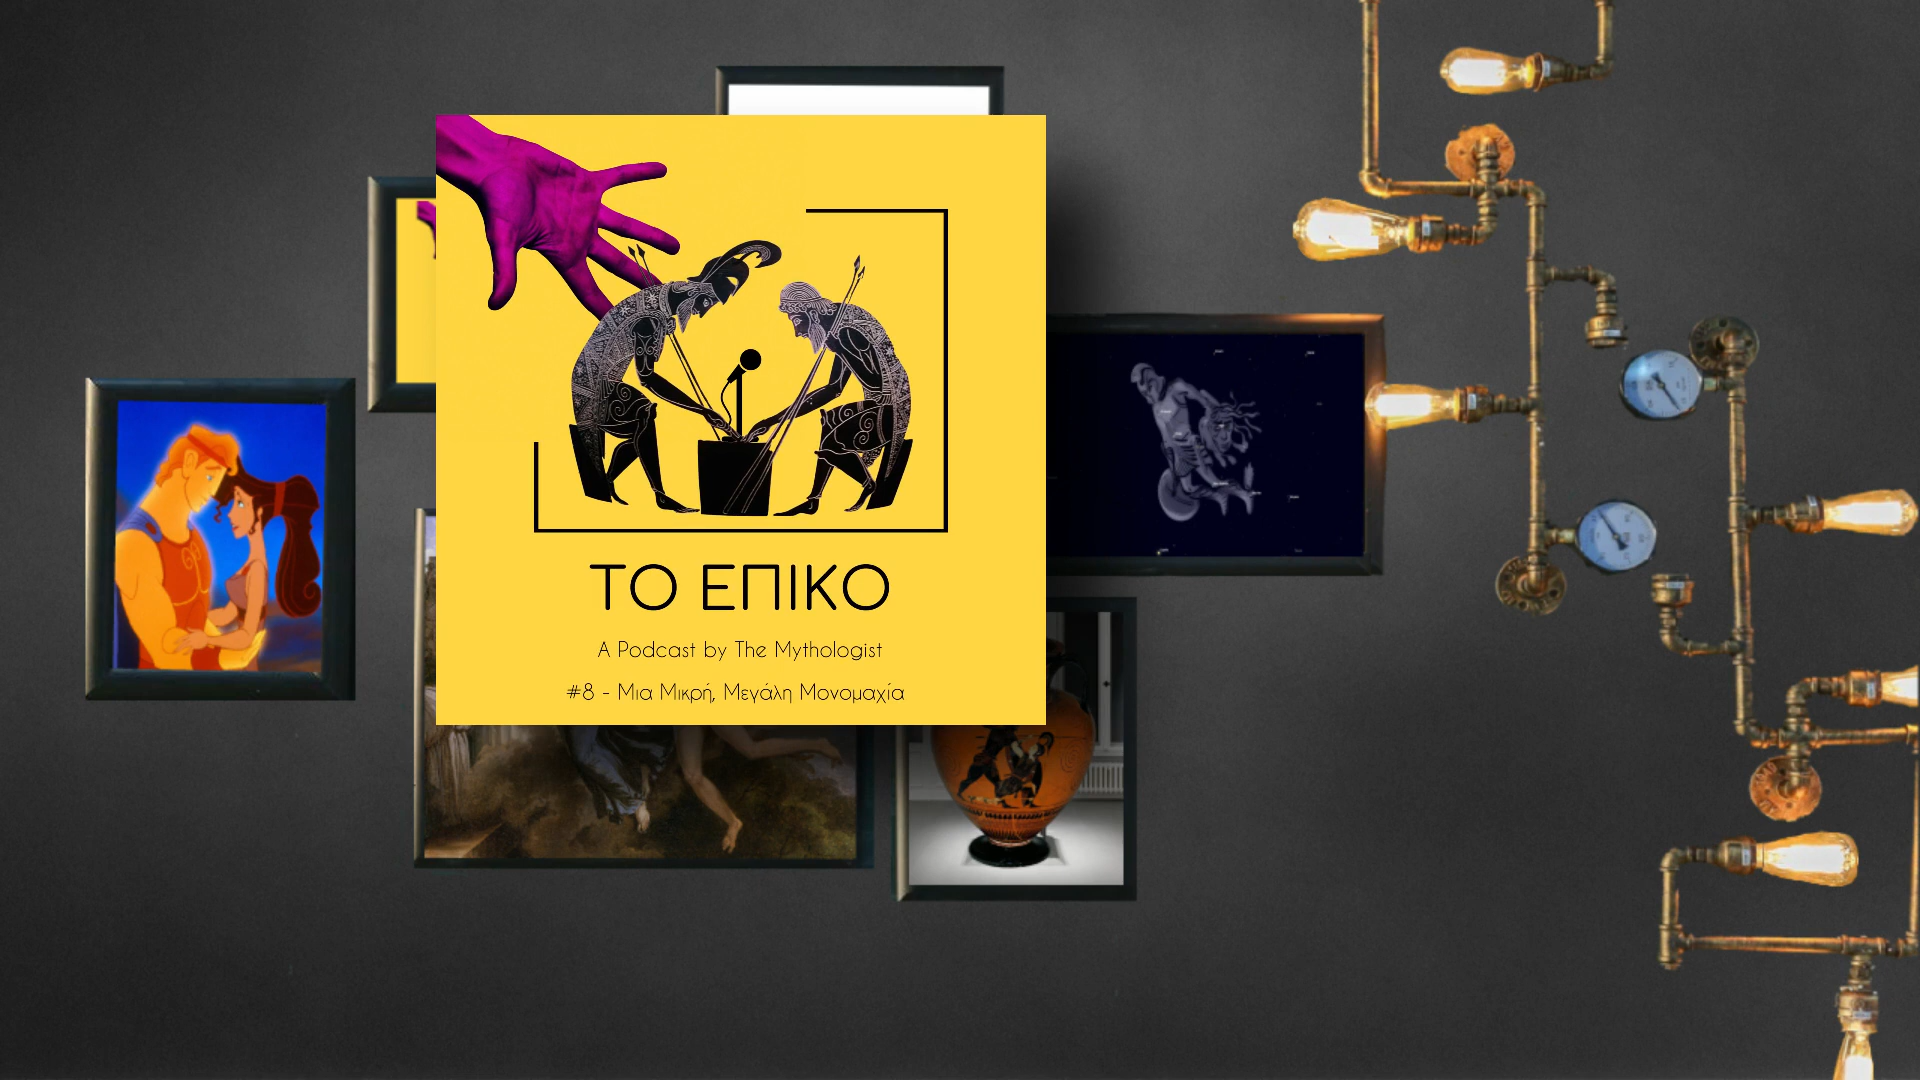 ΤΟ ΕΠΙΚΟ
A Podcast by The Mythologist
#8 - Μια Μικρή, Μεγάλη Μονομαχία